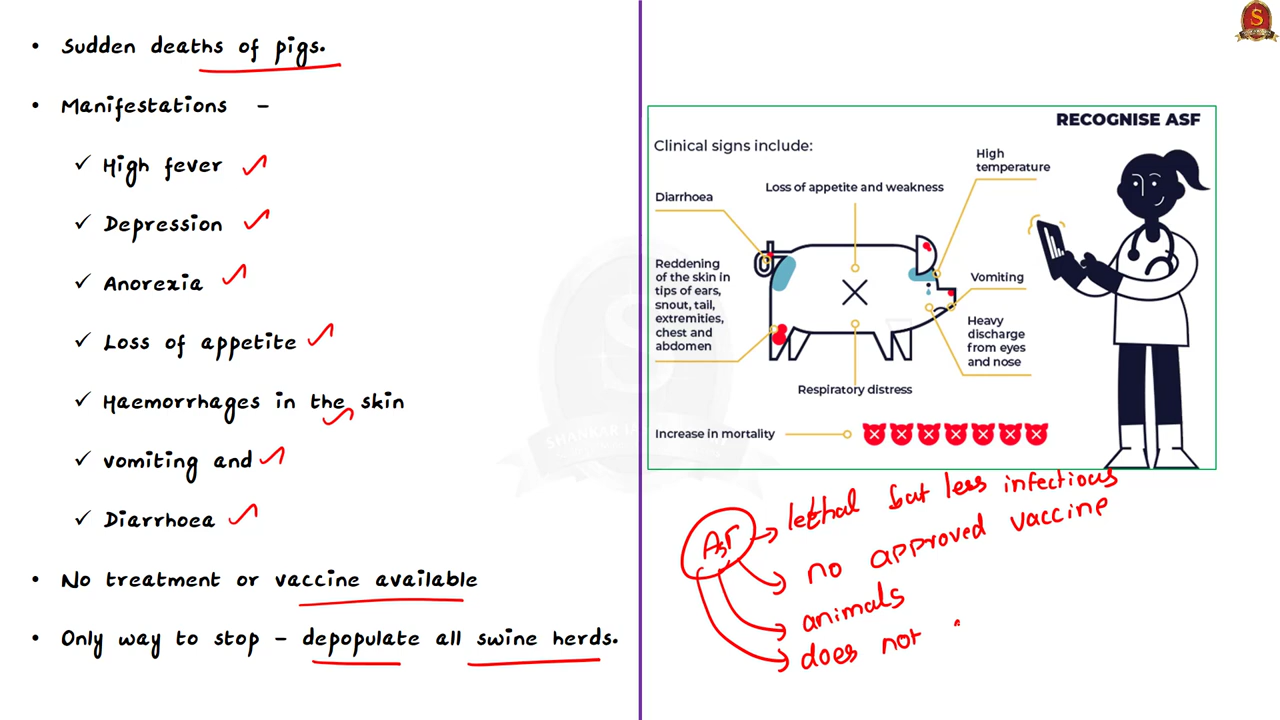 • Sudden deaths of pigs.
• Manifestations –
✓ High fever
✓ Depression
✓ Anorexia
✓ Loss of appetite
✓ Haemorrhages in the skin
✓ vomiting and
✓ Diarrhoea
• No treatment or vaccine available
• Only way to stop – depopulate all swine herds.
S
RECOGNISE ASF
Clinical signs include:
High
temperature
Loss of appetite and weakness
Diarrhoea
Reddening
of the skin in
tips of ears,
snout, tail,
extremities,
chest and
abdomen
Vomiting
Heavy
discharge
from eyes
and nose
Respiratory distress
Increase in mortality
ASF → lethal but less infectious
→ no approved vaccine
→ animals
→ does not
SHANKAR